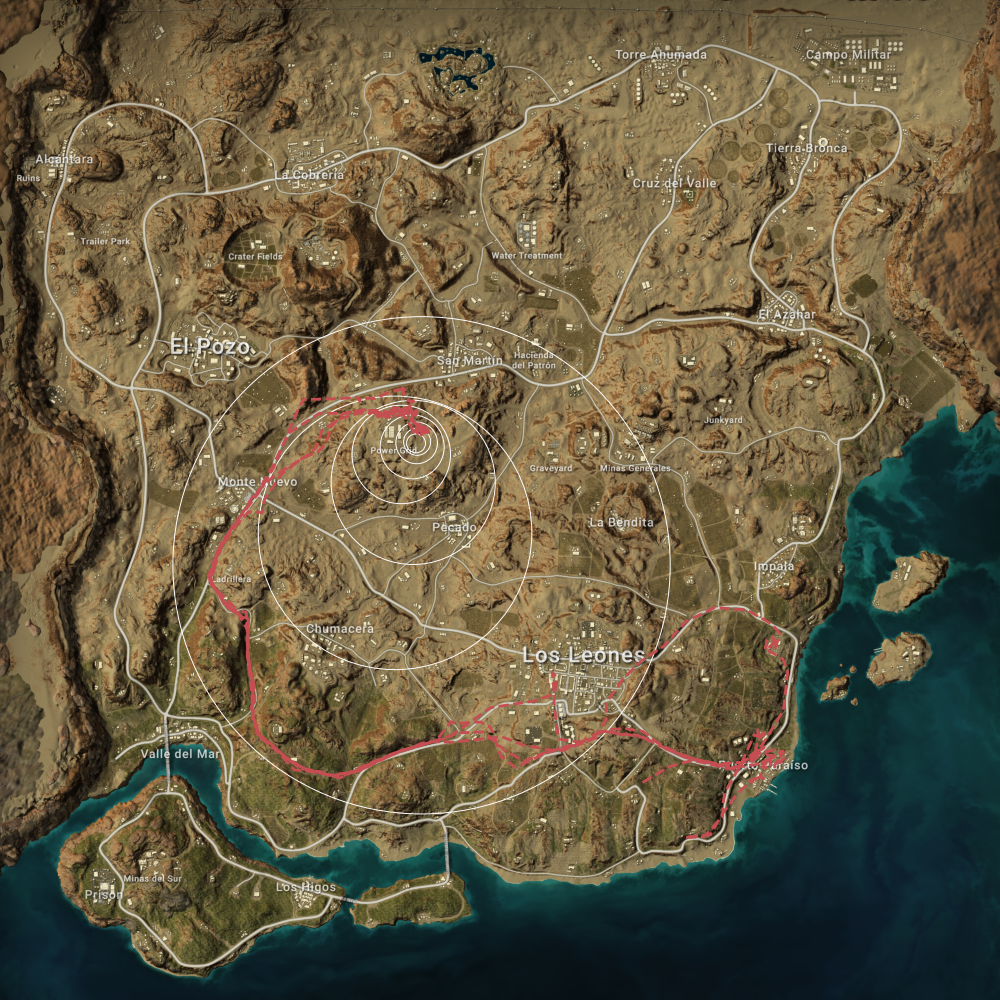 Torre Ahumada
Campo Militar
Tierra Bronca
Alcantara
Ruins
La Cobreria
Cruz del Valle
Trailer Park
Crater Fields
Water Treatment
El Azahar
El Pozo
San Martin
Hacienda
del Patrón
Junkyard
Power Grid
Graveyard
Minas Generales
Monte Nuevo
Pecado
La Bendita
Ladrillera
Impala
Chumacera
Los Leones
Valle del Mar
Puerto Paraiso
Minas del Sur
Prison
Los Higos